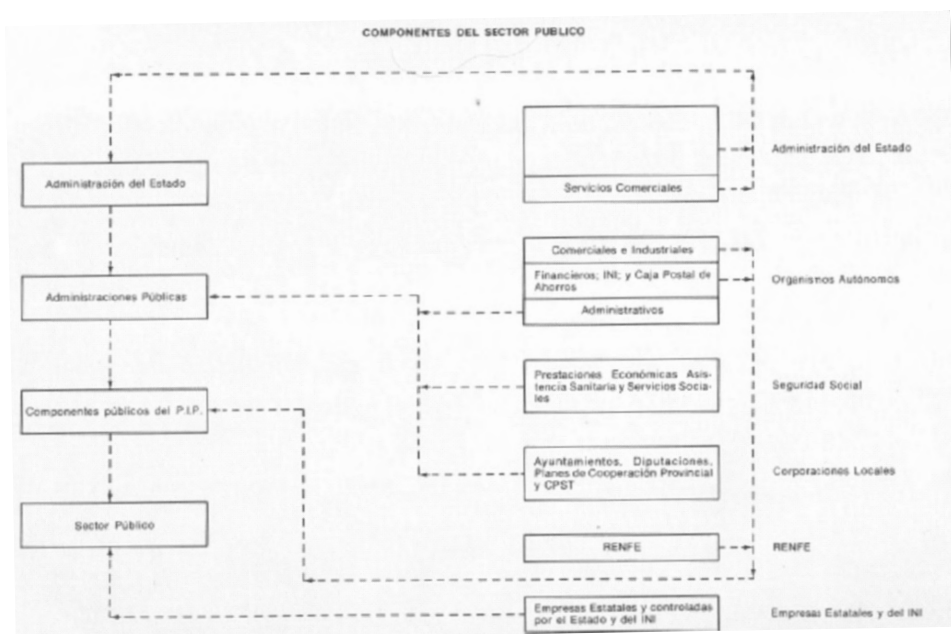 COMPONENTES DEL SECTOR PUBLICO
Administración del Estado
Servicios Comerciales
Administración del Estado
Comerciales e Industriales
Financieros; INI; y Caja Postal de
Ahorros
Administrativos
Organismos Autónomos
Administraciones Públicas
Prestaciones Económicas Asis-
tencia Sanitaria y Servicios Socia-
les
Seguridad Social
Componentes públicos del P.I.P.
Ayuntamientos, Diputaciones,
Planes de Cooperación Provincial
y CPST
Corporaciones Locales
Sector Público
RENFE
RENFE
Empresas Estatales y controladas
por el Estado y del INI
Empresas Estatales y del INI